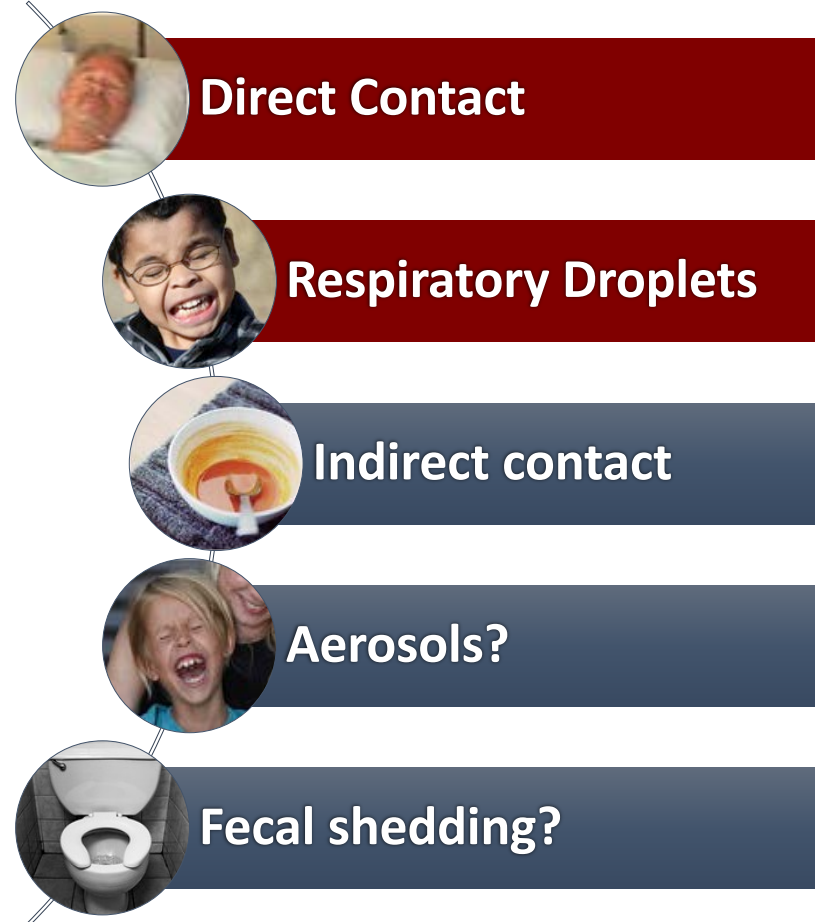 Direct Contact
Respiratory Droplets
Indirect contact
Aerosols?
Fecal shedding?